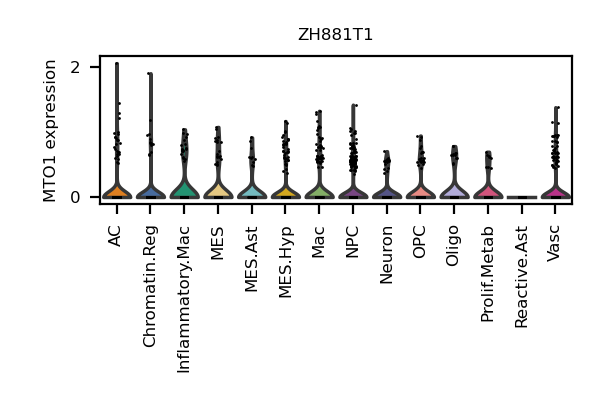 ZH881T1
MTO1 expression
2
0
AC
Chromatin.Reg
Inflammatory.Mac
MES
MES.Ast
MES.Hyp
Mac
NPC
Neuron
OPC
Oligo
Prolif.Metab
Reactive.Ast
Vasc